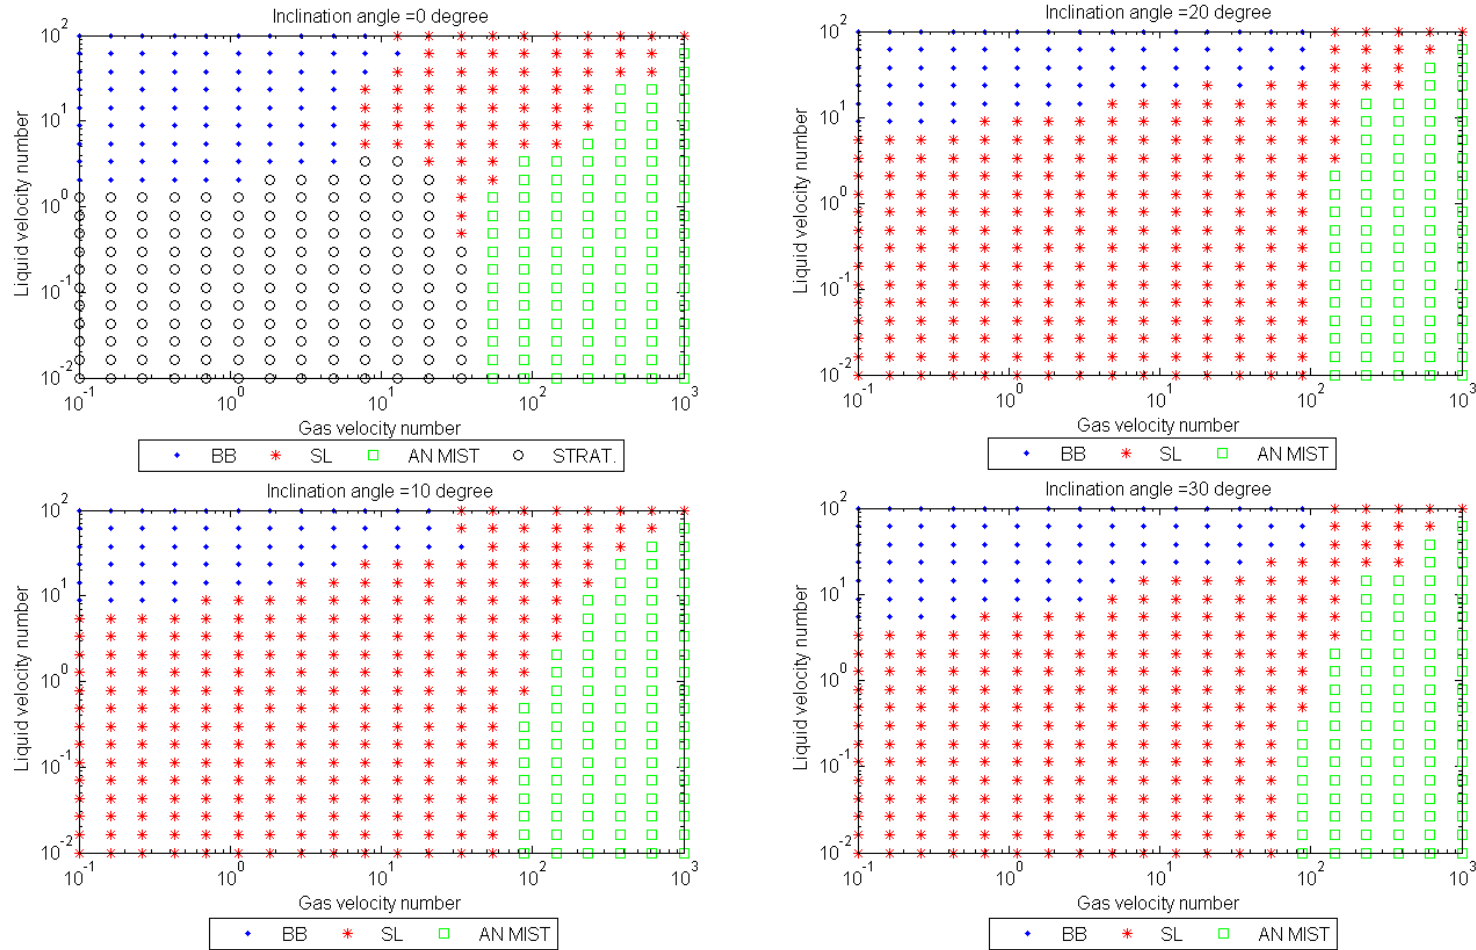 Inclination angle =0 degree
10^2
10^1
10^0
10^-1
10^-2
Liquid velocity number
10^-1 10^0 10^1 10^2 10^3
Gas velocity number
BB SL AN MIST STRAT.
Inclination angle =20 degree
10^2
10^1
10^0
10^-1
10^-2
Liquid velocity number
10^-1 10^0 10^1 10^2 10^3
Gas velocity number
BB SL AN MIST
Inclination angle =10 degree
10^2
10^1
10^0
10^-1
10^-2
Liquid velocity number
10^-1 10^0 10^1 10^2 10^3
Gas velocity number
BB SL AN MIST
Inclination angle =30 degree
10^2
10^1
10^0
10^-1
10^-2
Liquid velocity number
10^-1 10^0 10^1 10^2 10^3
Gas velocity number
BB SL AN MIST